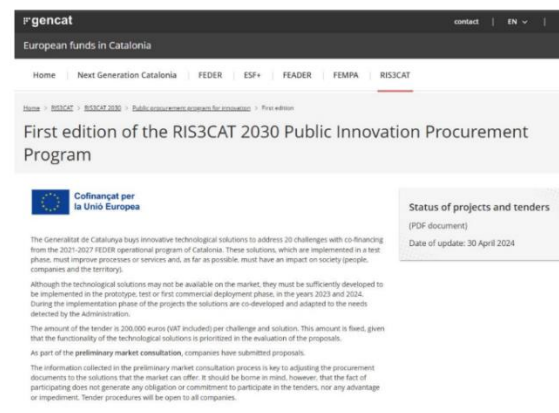 gencat
contact | EN |
European funds in Catalonia
Home | Next Generation Catalonia | FEDER | ESF+ | FEADER | FEMPA | RIS3CAT
Home > RIS3CAT > RIS3CAT 2030 > Public procurement program for innovation > First edition
First edition of the RIS3CAT 2030 Public Innovation Procurement
Program
Cofinançat per
la Unió Europea
The Generalitat de Catalunya buys innovative technological solutions to address 20 challenges with co-financing
from the 2021-2027 FEDER operational program of Catalonia. These solutions, which are implemented in a test
phase, must improve processes or services and, as far as possible, must have an impact on society (people,
companies and the territory).
Although the technological solutions may not be available on the market, they must be sufficiently developed to
be implemented in the prototype, test or first commercial deployment phase, in the years 2023 and 2024.
During the implementation phase of the projects the solutions are co-developed and adapted to the needs
detected by the Administration.
The amount of the tender is 200,000 euros (VAT included) per challenge and solution. This amount is fixed, given
that the functionality of the technological solutions is prioritized in the evaluation of the proposals.
As part of the preliminary market consultation, companies have submitted proposals.
The information collected in the preliminary market consultation process is key to adjusting the procurement
documents to the solutions that the market can offer. It should be borne in mind, however, that the fact of
participating does not generate any obligation or commitment to participate in the tenders, nor any advantage
or impediment. Tender procedures will be open to all companies.
Status of projects and tenders
(PDF document)
Date of update: 30 April 2024